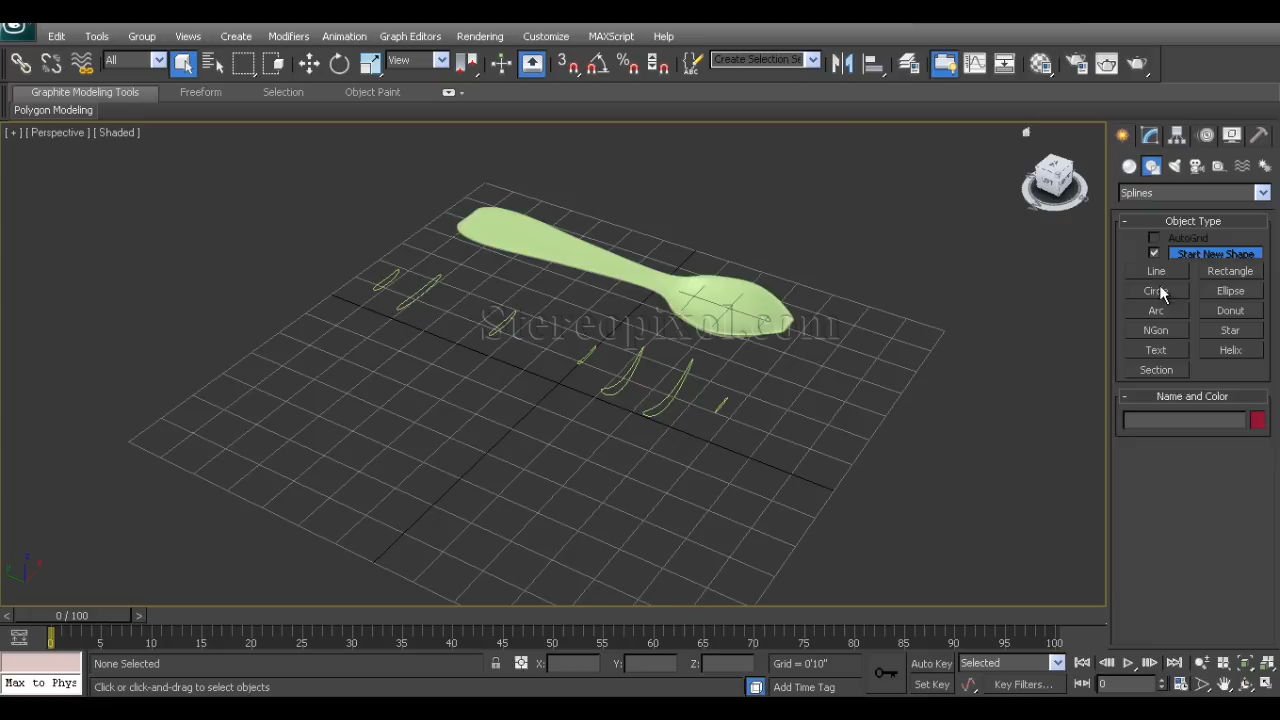 Edit Tools Group Views Create Modifiers Animation Graph Editors Rendering Customize MAXScript Help
All View Create Selection Se
Graphite Modeling Tools Freeform Selection Object Paint
Polygon Modeling
[ + ] [ Perspective ] [ Shaded ]
Splines
- Object Type
AutoGrid
Start New Shape
Line Rectangle
Circle Ellipse
Arc Donut
NGon Star
Text Helix
Section
- Name and Color
Stereopixol.com
< 0 / 100 >
0 5 10 15 20 25 30 35 40 45 50 55 60 65 70 75 80 85 90 95 100
None Selected X: Y: Z: Grid = 0'10" Auto Key Selected
Max to Phys Click or click-and-drag to select objects Add Time Tag Set Key Key Filters... 0